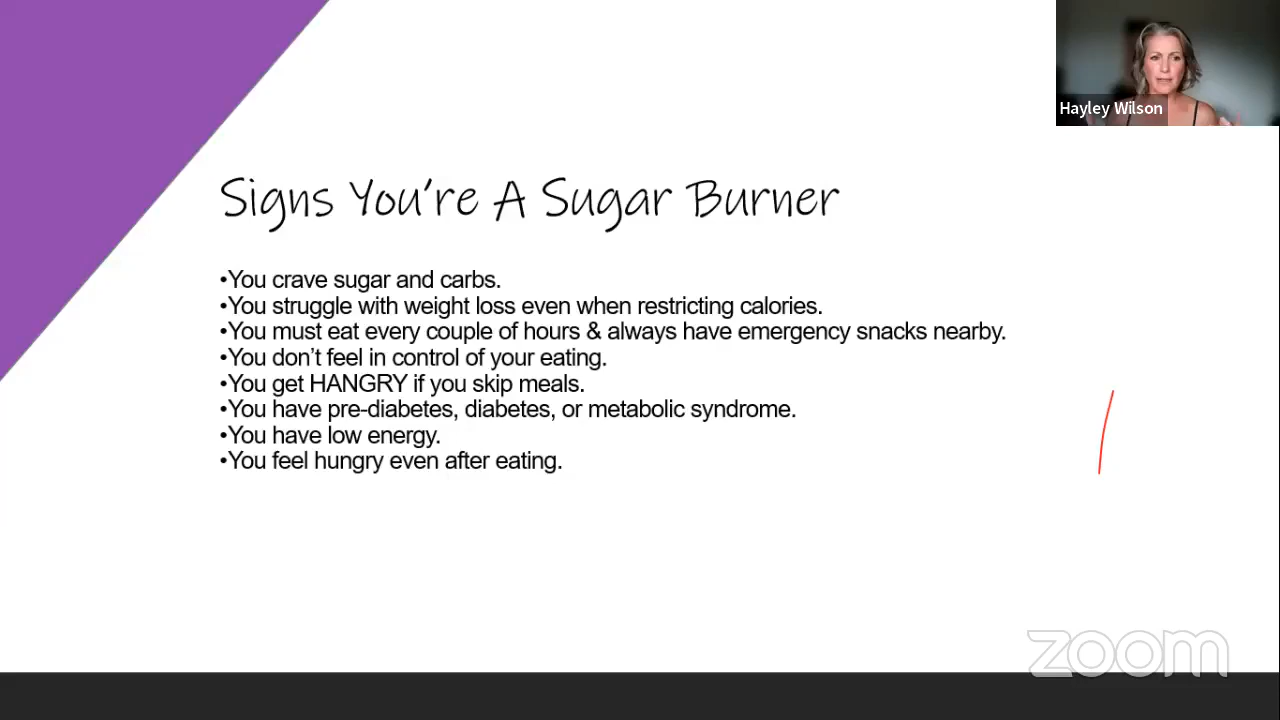 Hayley Wilson
Signs You're A Sugar Burner
•You crave sugar and carbs.
•You struggle with weight loss even when restricting calories.
•You must eat every couple of hours & always have emergency snacks nearby.
•You don't feel in control of your eating.
•You get HANGRY if you skip meals.
•You have pre-diabetes, diabetes, or metabolic syndrome.
•You have low energy.
•You feel hungry even after eating.
zoom